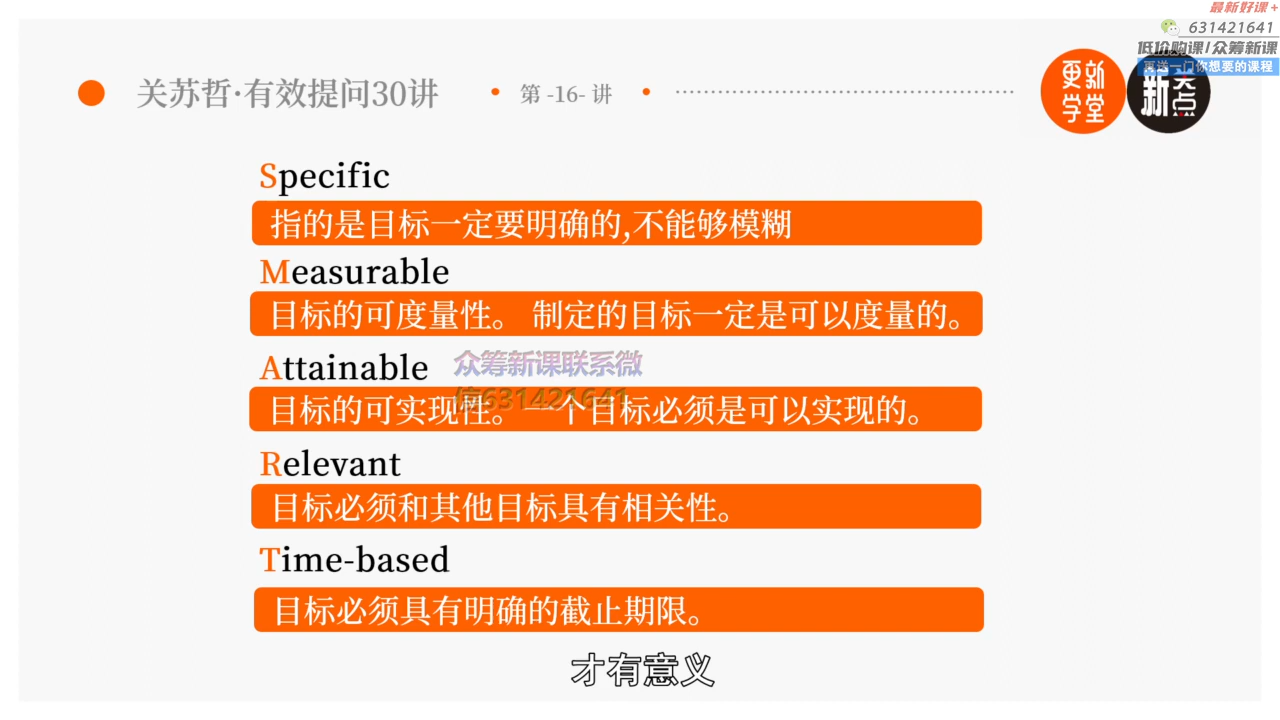 最新好课+
631421641
低价购课/众筹新课
再送一门你想要的课程
关苏哲·有效提问30讲
第 -16- 讲
更新
学堂
新关点
Specific
指的是目标一定要明确的,不能够模糊
Measurable
目标的可度量性。 制定的目标一定是可以度量的。
Attainable
众筹新课联系微
信631421641
目标的可实现性。一个目标必须是可以实现的。
Relevant
目标必须和其他目标具有相关性。
Time-based
目标必须具有明确的截止期限。
才有意义